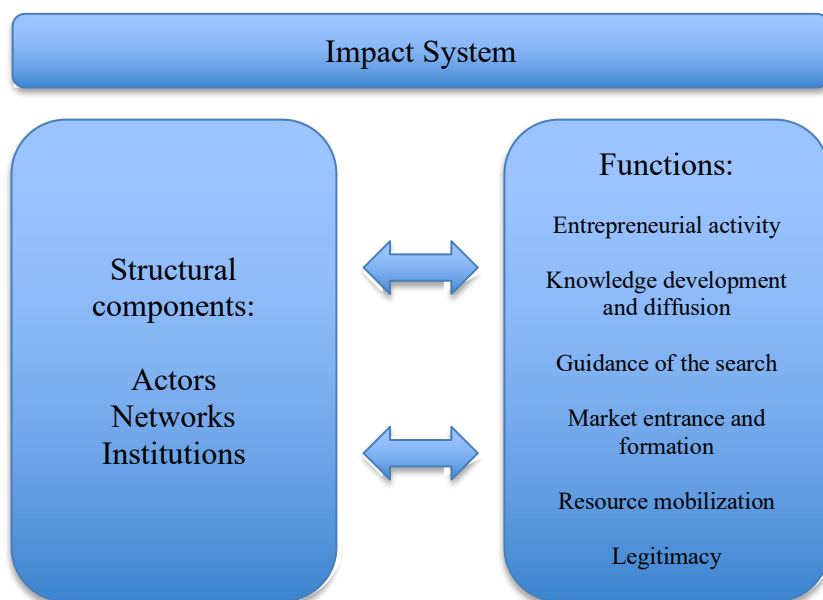 Impact System
Structural
components:
Actors
Networks
Institutions
Functions:
Entrepreneurial activity
Knowledge development
and diffusion
Guidance of the search
Market entrance and
formation
Resource mobilization
Legitimacy